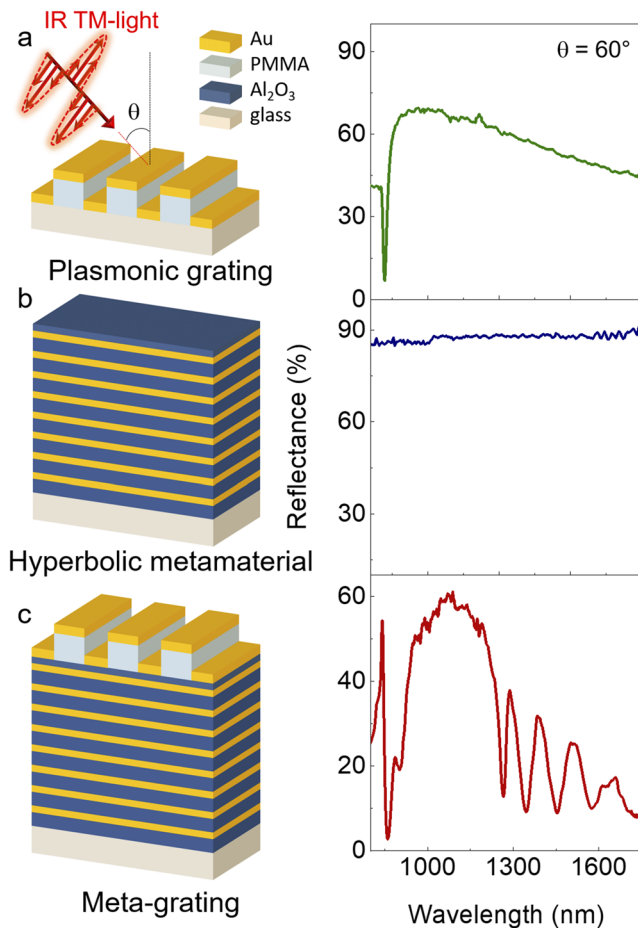 IR TM-light
a
θ
Au
PMMA
Al₂O₃
glass
Plasmonic grating
b
Hyperbolic metamaterial
c
Meta-grating
θ = 60°
90
60
30
0
90
60
30
60
40
20
0
Reflectance (%)
1000 1300 1600
Wavelength (nm)